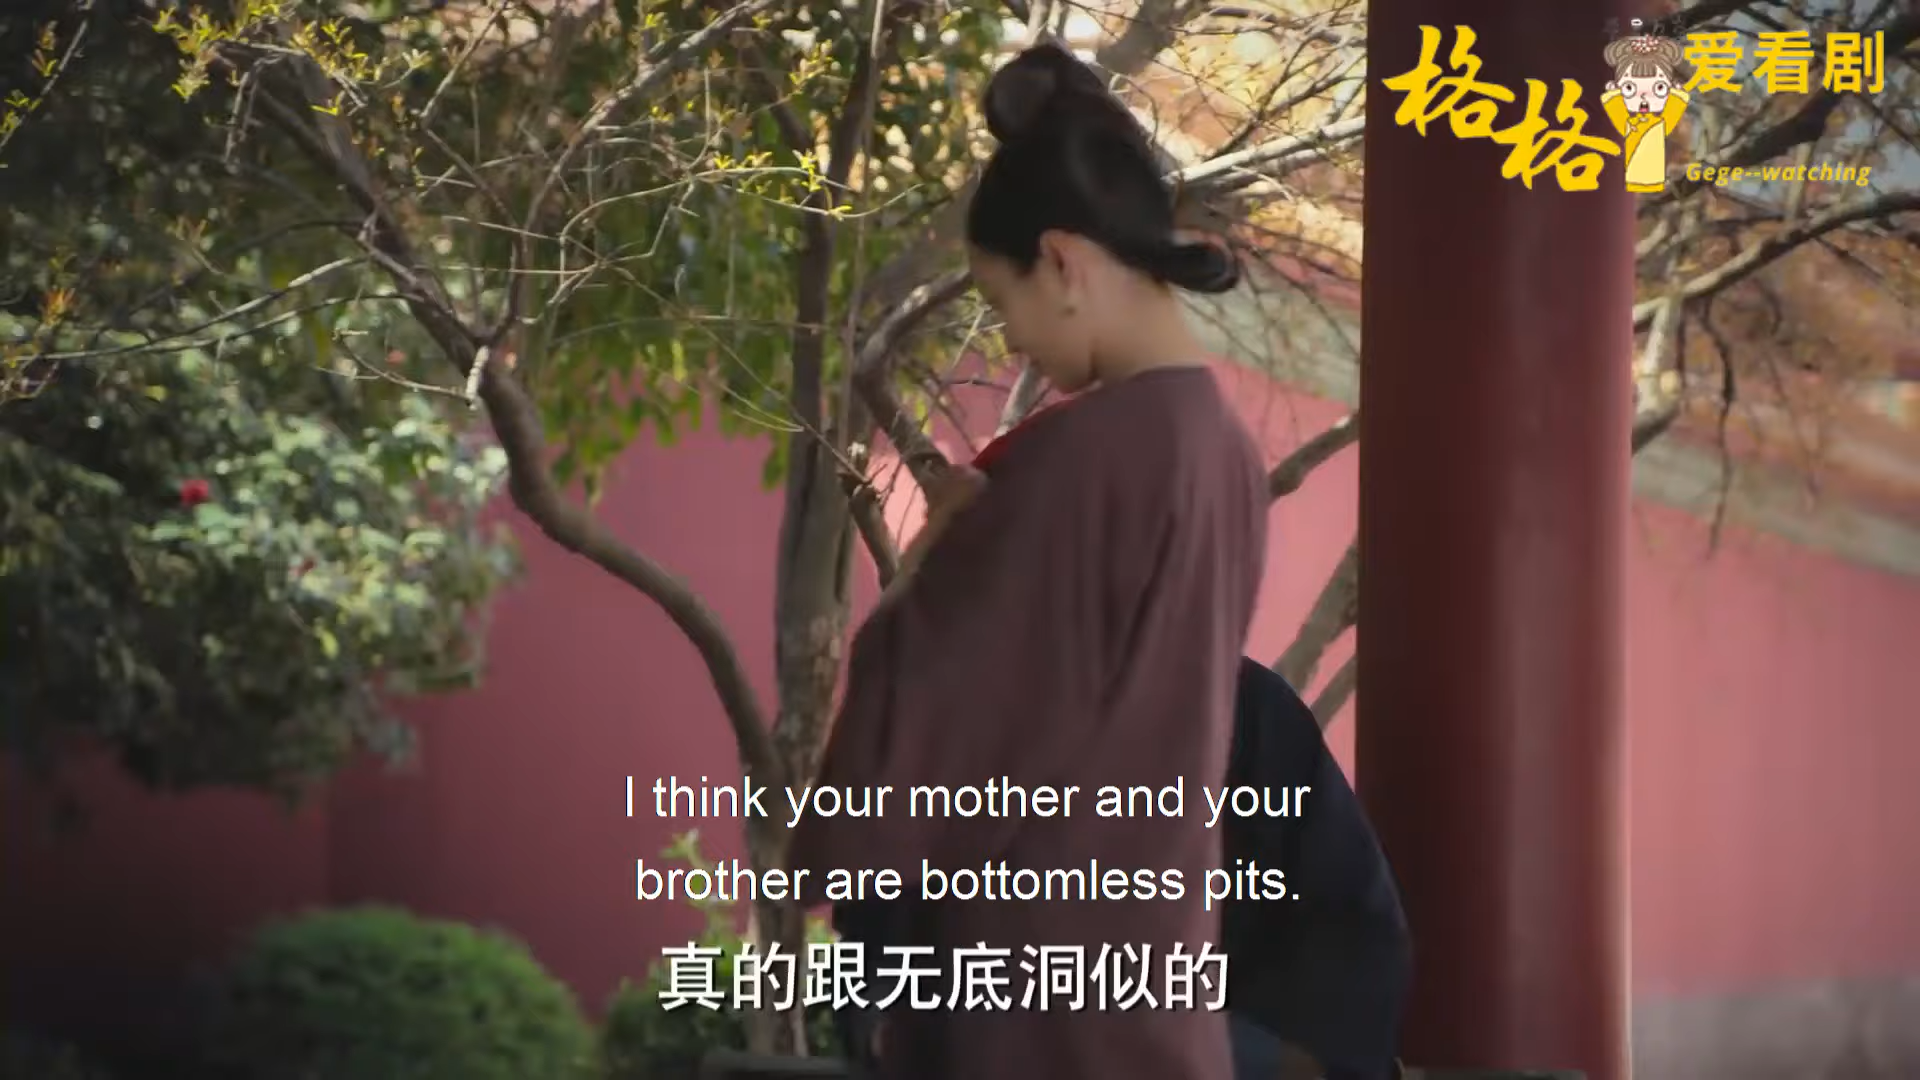 格格
爱看剧
Gege--watching
I think your mother and your
brother are bottomless pits.
真的跟无底洞似的